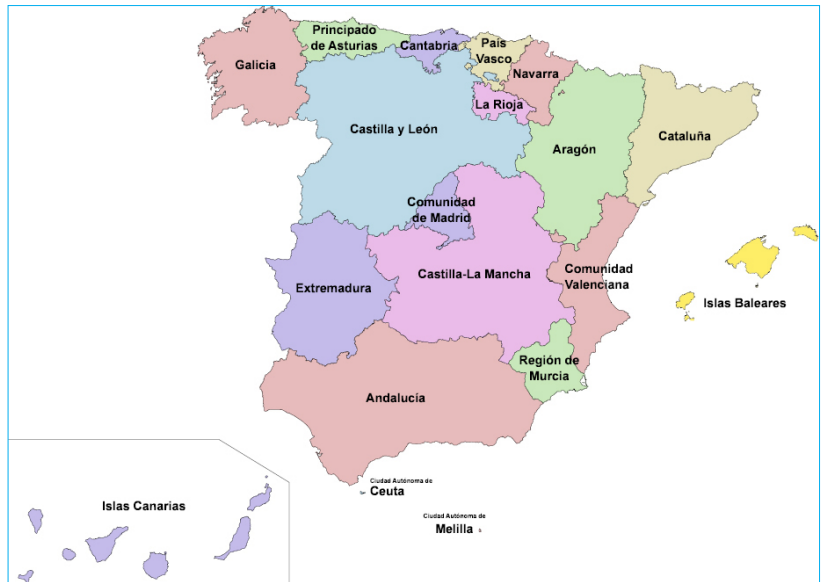 Principado
de Asturias
Cantabria
País
Vasco
Galicia
Navarra
La Rioja
Castilla y León
Cataluña
Aragón
Comunidad
de Madrid
Castilla-La Mancha
Comunidad
Valenciana
Extremadura
Islas Baleares
Región de
Murcia
Andalucía
Ciudad Autónoma de
Ceuta
Islas Canarias
Ciudad Autónoma de
Melilla